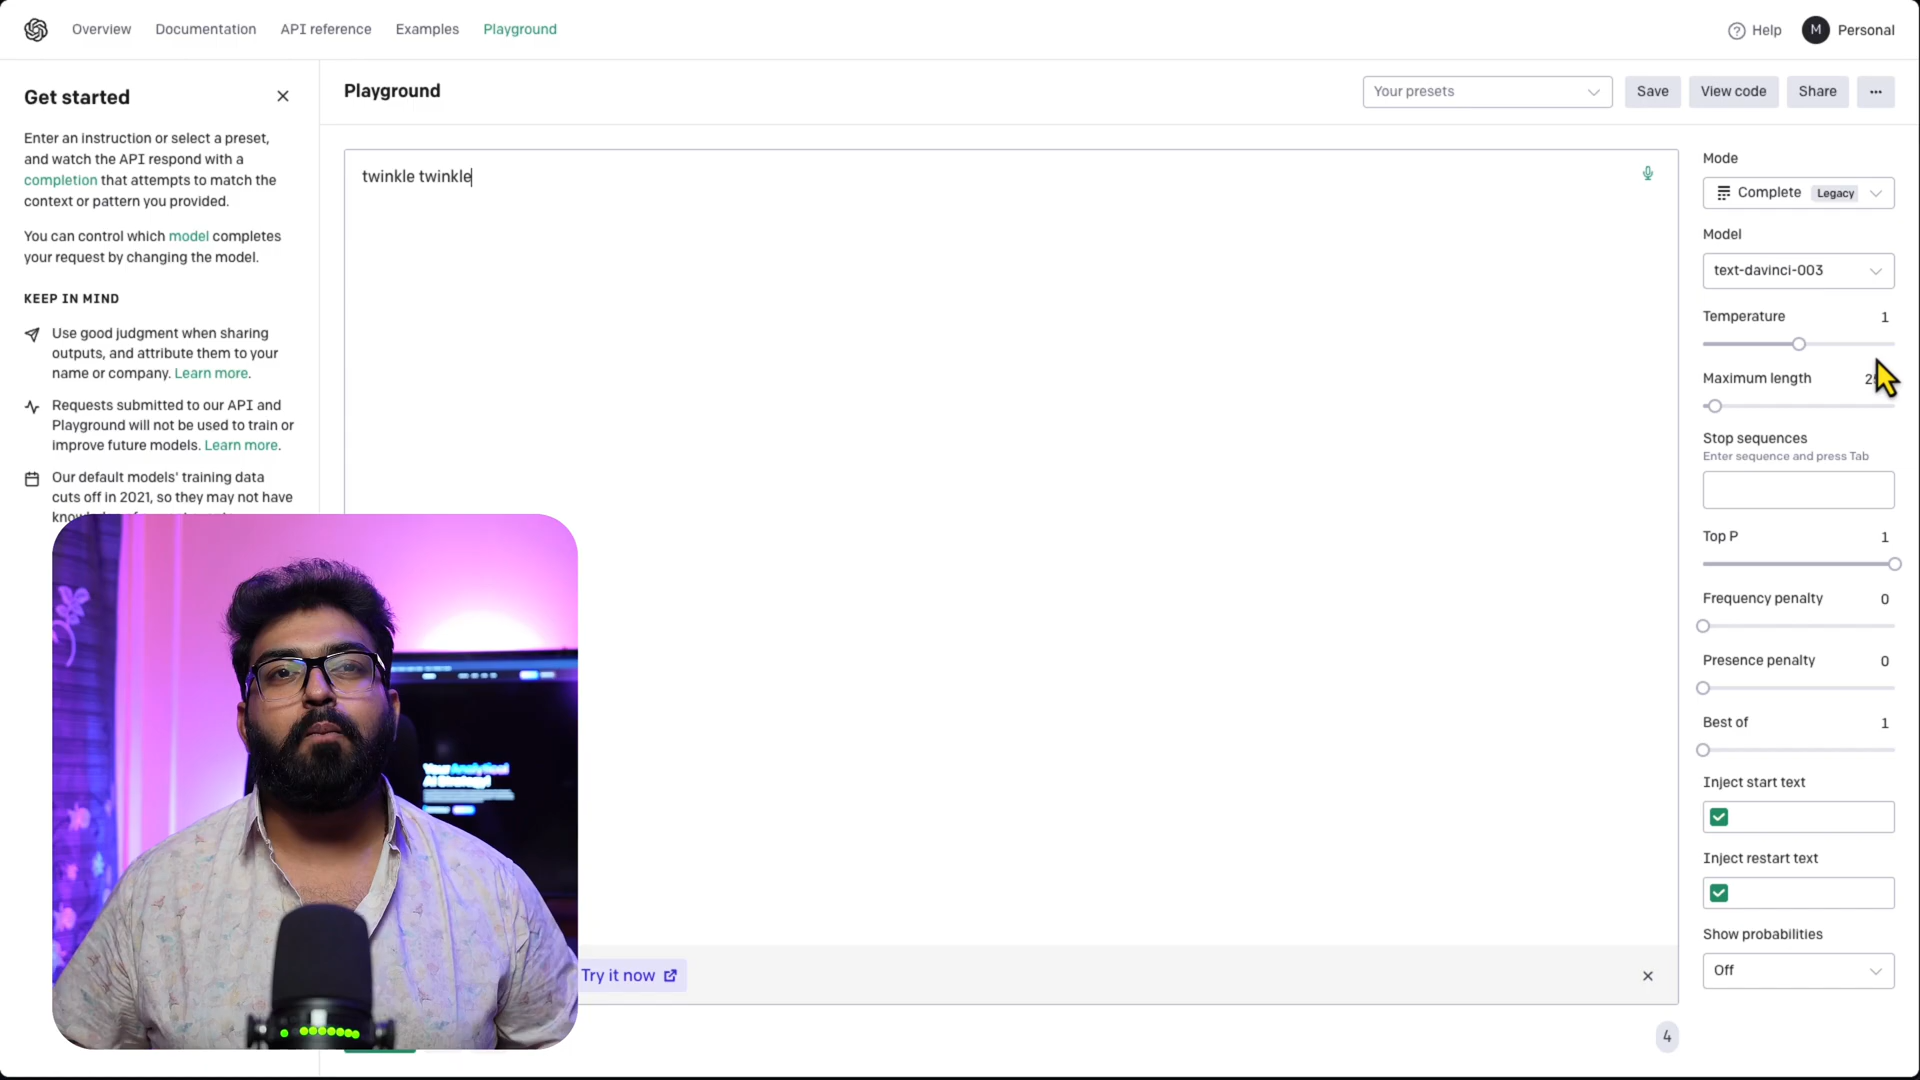 Overview
Documentation
API reference
Examples
Playground
Help
M
Personal
Get started
Enter an instruction or select a preset,
and watch the API respond with a
completion that attempts to match the
context or pattern you provided.
You can control which model completes
your request by changing the model.
KEEP IN MIND
Use good judgment when sharing
outputs, and attribute them to your
name or company. Learn more.
Requests submitted to our API and
Playground will not be used to train or
improve future models. Learn more.
Our default models' training data
cuts off in 2021, so they may not have
Playground
Your presets
Save
View code
Share
...
twinkle twinkle
Your Analytical
AI Strategy!
Try it now
4
Mode
Complete Legacy
Model
text-davinci-003
Temperature 1
Maximum length
Stop sequences
Enter sequence and press Tab
Top P 1
Frequency penalty 0
Presence penalty 0
Best of 1
Inject start text
Inject restart text
Show probabilities
Off